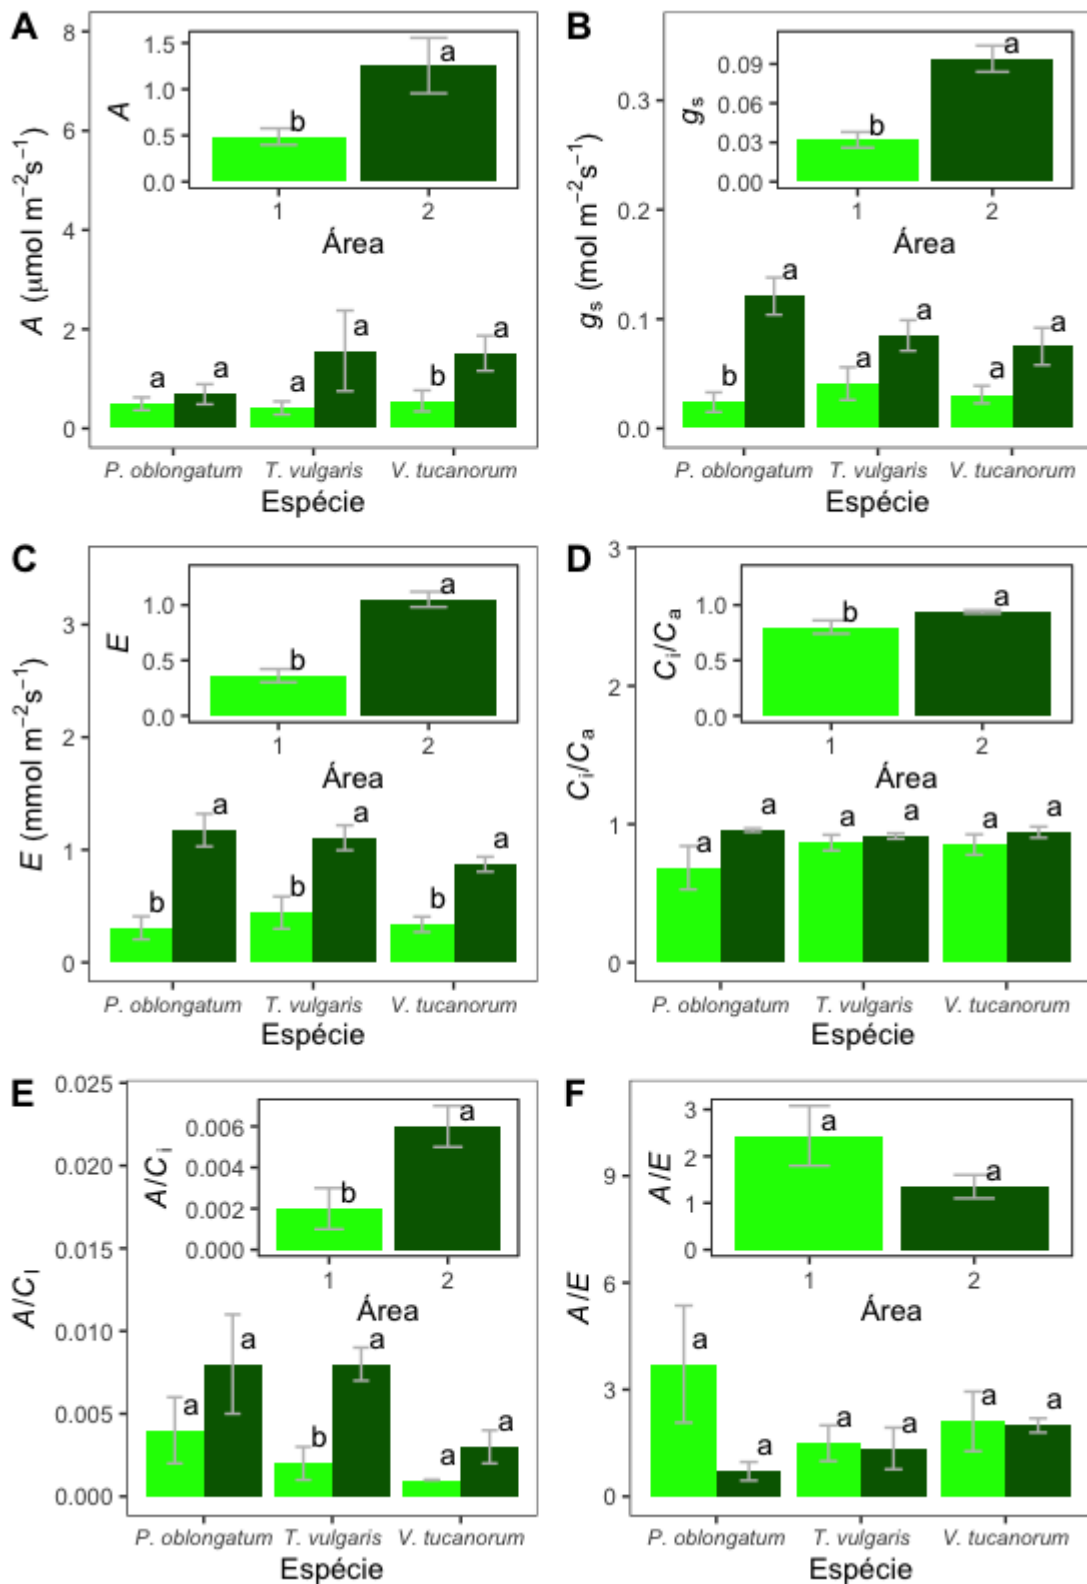 A
8
6
4
2
0
A (µmol m⁻²s⁻¹)
1.5
1.0
0.5
0.0
A
b
a
1
2
Área
a
a
a
a
b
a
P. oblongatum
T. vulgaris
V. tucanorum
Espécie
B
0.3
0.2
0.1
0.0
gₛ (mol m⁻²s⁻¹)
0.09
0.06
0.03
0.00
gₛ
b
a
1
2
Área
b
a
a
a
a
a
P. oblongatum
T. vulgaris
V. tucanorum
Espécie
C
3
2
1
0
E (mmol m⁻²s⁻¹)
1.0
0.5
0.0
E
b
a
1
2
Área
b
a
b
a
b
a
P. oblongatum
T. vulgaris
V. tucanorum
Espécie
D
3
2
1
0
Cᵢ/Cₐ
1.0
0.5
0.0
Cᵢ/Cₐ
b
a
1
2
Área
a
a
a
a
a
a
P. oblongatum
T. vulgaris
V. tucanorum
Espécie
E
0.025
0.020
0.015
0.010
0.005
0.000
A/Cᵢ
0.006
0.004
0.002
0.000
A/Cᵢ
b
a
1
2
Área
a
a
b
a
a
a
P. oblongatum
T. vulgaris
V. tucanorum
Espécie
F
9
6
3
0
A/E
3
2
1
0
A/E
a
a
1
2
Área
a
a
a
a
a
a
P. oblongatum
T. vulgaris
V. tucanorum
Espécie